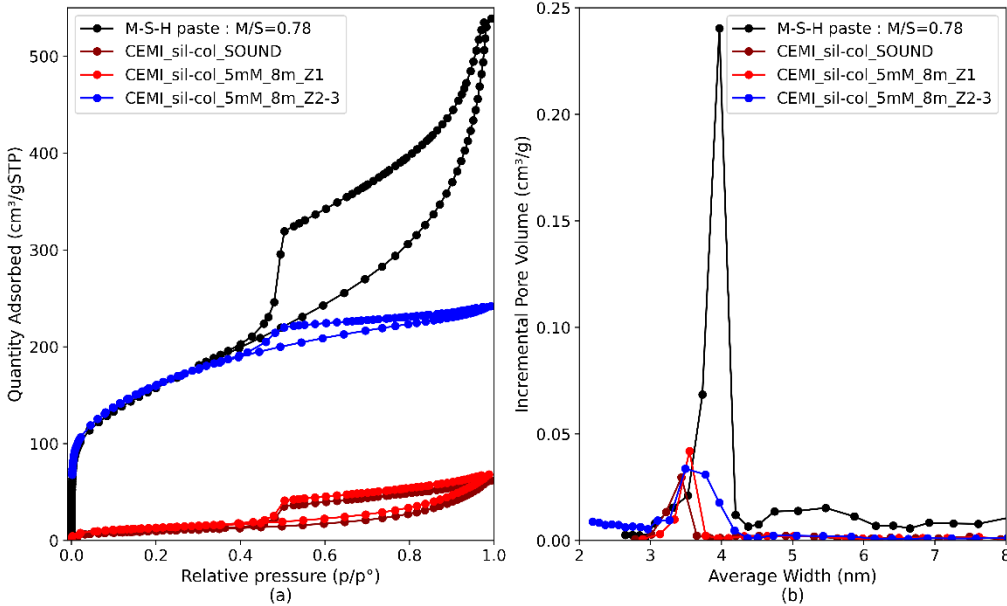 M-S-H paste : M/S=0.78
CEMI_sil-col_SOUND
CEMI_sil-col_5mM_8m_Z1
CEMI_sil-col_5mM_8m_Z2-3
Quantity Adsorbed (cm³/gSTP)
500
400
300
200
100
0
0.0 0.2 0.4 0.6 0.8 1.0
Relative pressure (p/p°)
(a)
M-S-H paste : M/S=0.78
CEMI_sil-col_SOUND
CEMI_sil-col_5mM_8m_Z1
CEMI_sil-col_5mM_8m_Z2-3
Incremental Pore Volume (cm³/g)
0.25
0.20
0.15
0.10
0.05
0.00
2 3 4 5 6 7 8
Average Width (nm)
(b)